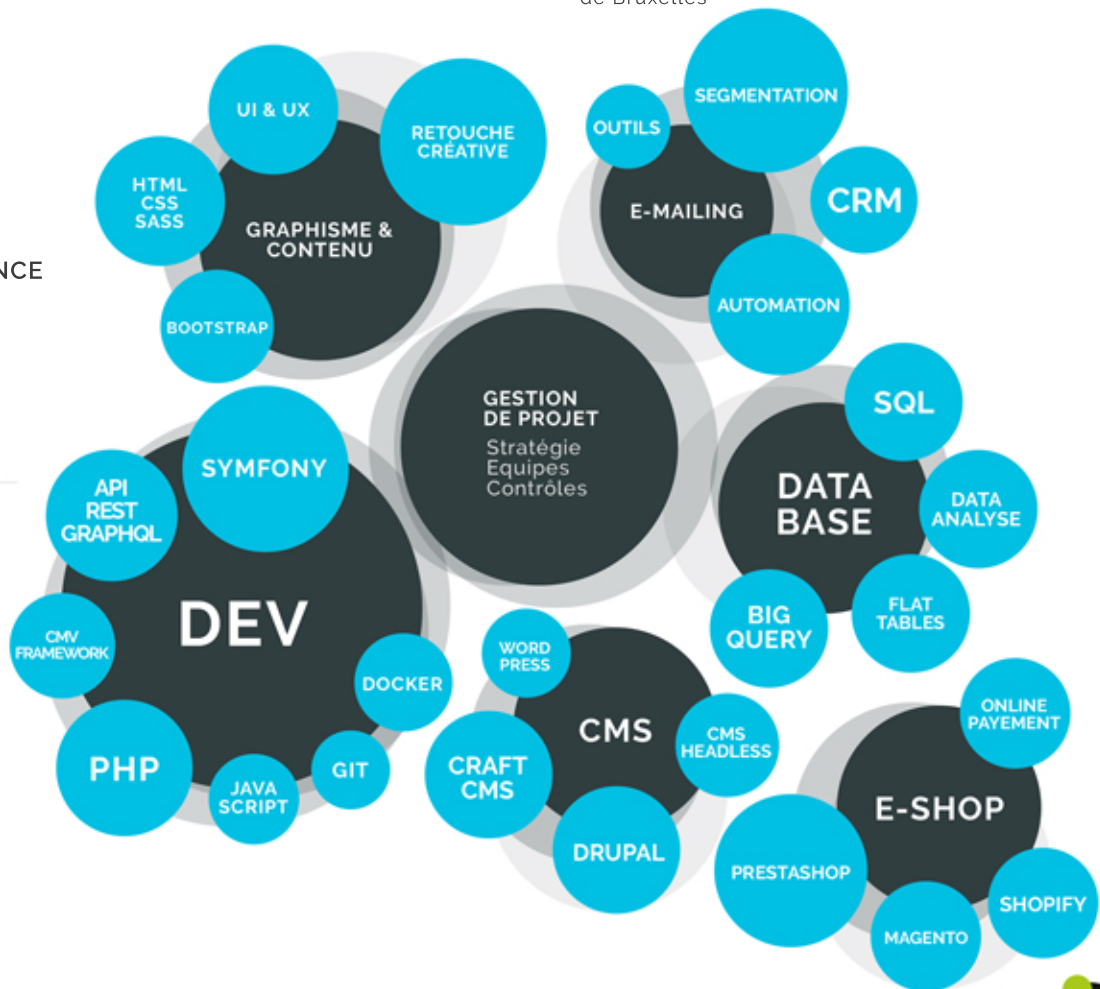 de Bruxelles
UI & UX
RETOUCHE
CRÉATIVE
HTML
CSS
SASS
GRAPHISME &
CONTENU
BOOTSTRAP
OUTILS
SEGMENTATION
E-MAILING
CRM
AUTOMATION
NCE
GESTION
DE PROJET
Stratégie
Equipes
Contrôles
SQL
DATA
BASE
DATA
ANALYSE
BIG
QUERY
FLAT
TABLES
SYMFONY
API
REST
GRAPHQL
DEV
CMV
FRAMEWORK
DOCKER
PHP
JAVA
SCRIPT
GIT
WORD
PRESS
CMS
CMS
HEADLESS
CRAFT
CMS
DRUPAL
ONLINE
PAYEMENT
E-SHOP
PRESTASHOP
SHOPIFY
MAGENTO